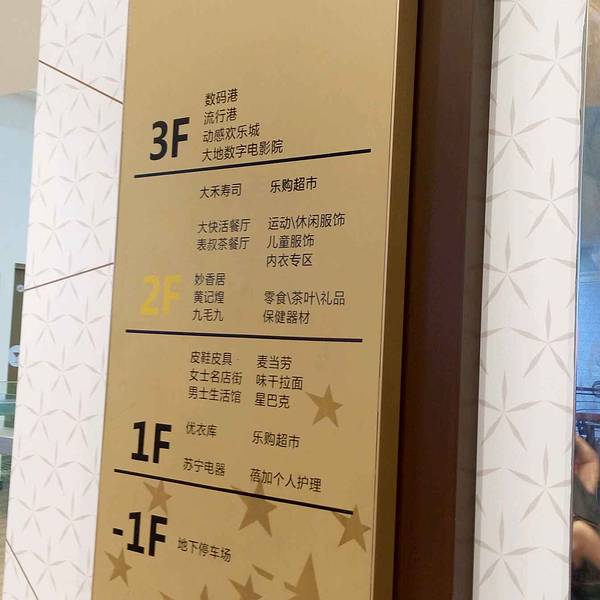 3F
数码港
流行港
动感欢乐城
大地数字电影院
2F
大禾寿司 乐购超市
大快活餐厅 运动\休闲服饰
表叔茶餐厅 儿童服饰
内衣专区
妙香居
黄记煌 零食\茶叶\礼品
九毛九 保健器材
1F
皮鞋皮具 麦当劳
女士名店街 味千拉面
男士生活馆 星巴克
优衣库 乐购超市
苏宁电器 蓓加个人护理
-1F
地下停车场